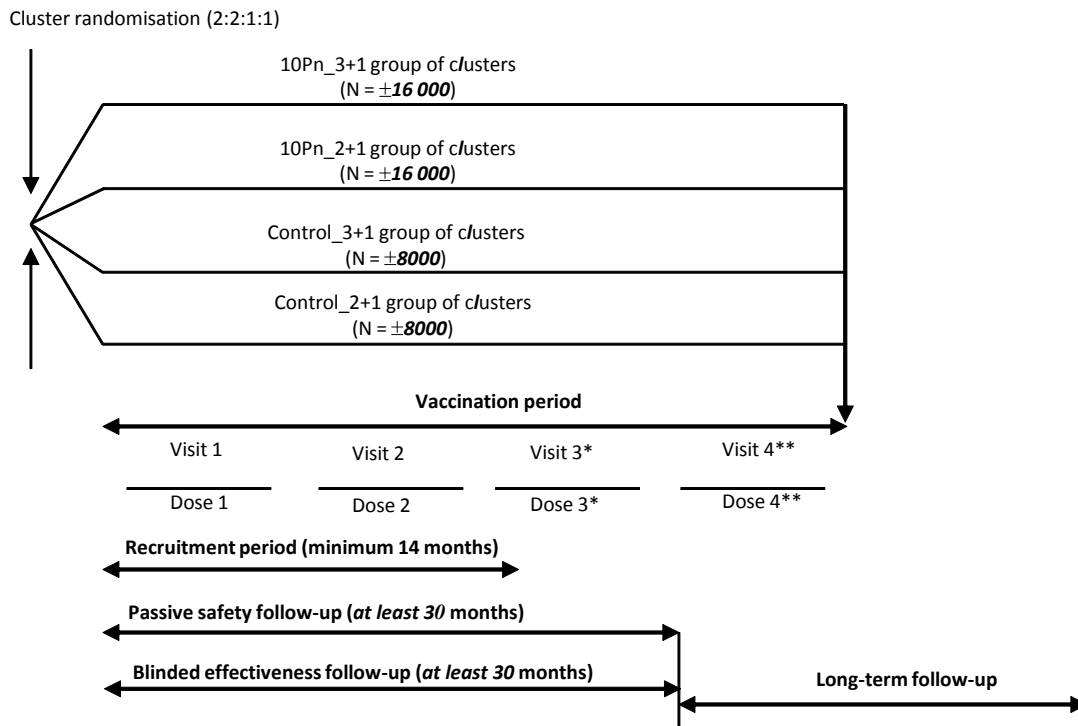 Cluster randomisation (2:2:1:1)
10Pn_3+1 group of clusters
(N = ±16 000)
10Pn_2+1 group of clusters
(N = ±16 000)
Control_3+1 group of clusters
(N = ±8000)
Control_2+1 group of clusters
(N = ±8000)
Vaccination period
Visit 1 Visit 2 Visit 3* Visit 4**
Dose 1 Dose 2 Dose 3* Dose 4**
Recruitment period (minimum 14 months)
Passive safety follow-up (at least 30 months)
Blinded effectiveness follow-up (at least 30 months)
Long-term follow-up